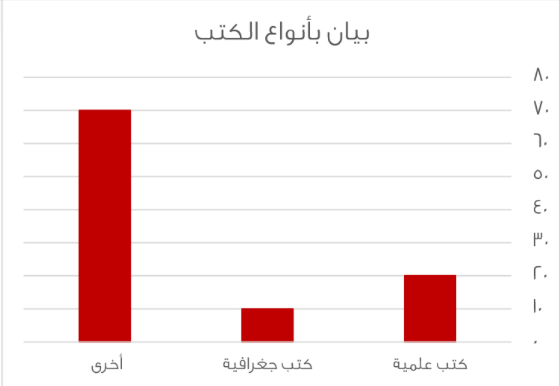 بيان بأنواع الكتب
٨٠
٧٠
٦٠
٥٠
٤٠
٣٠
٢٠
١٠
٠
كتب علمية
كتب جغرافية
أخرى